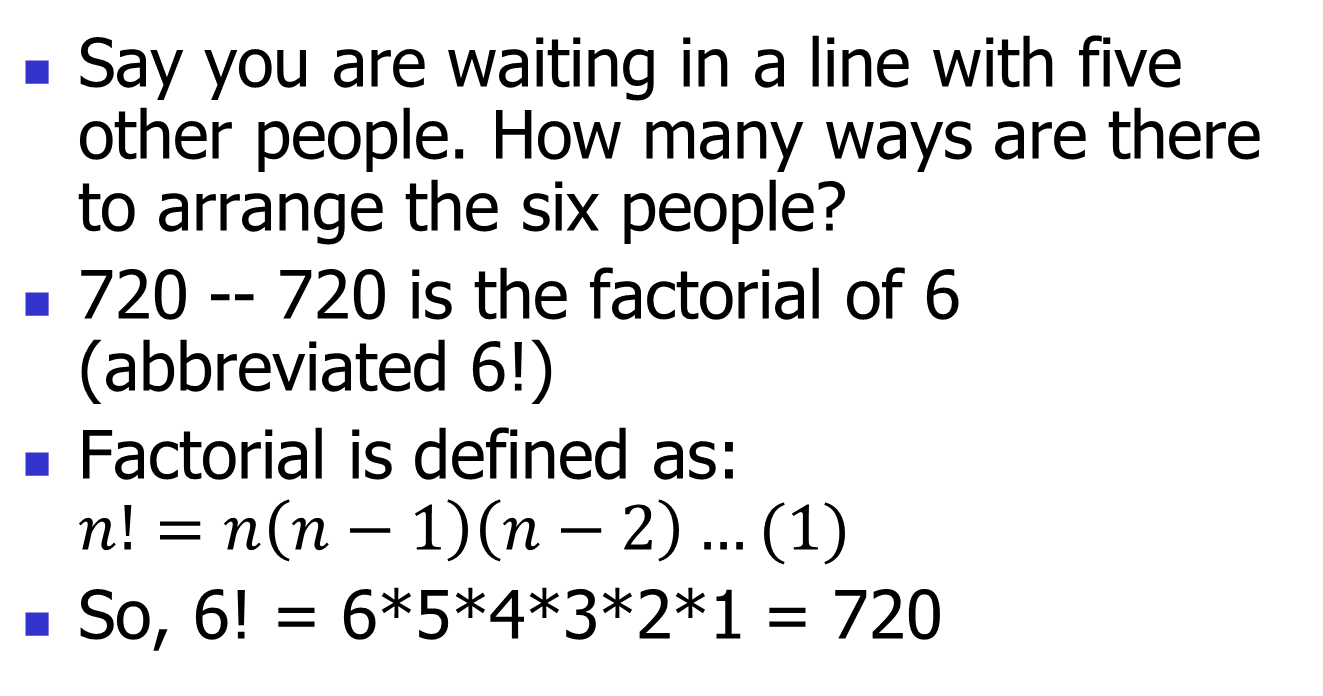 Say you are waiting in a line with five
other people. How many ways are there
to arrange the six people?
720 -- 720 is the factorial of 6
(abbreviated 6!)
Factorial is defined as:
𝑛! = 𝑛(𝑛 − 1)(𝑛 − 2) … (1)
So, 6! = 6*5*4*3*2*1 = 720